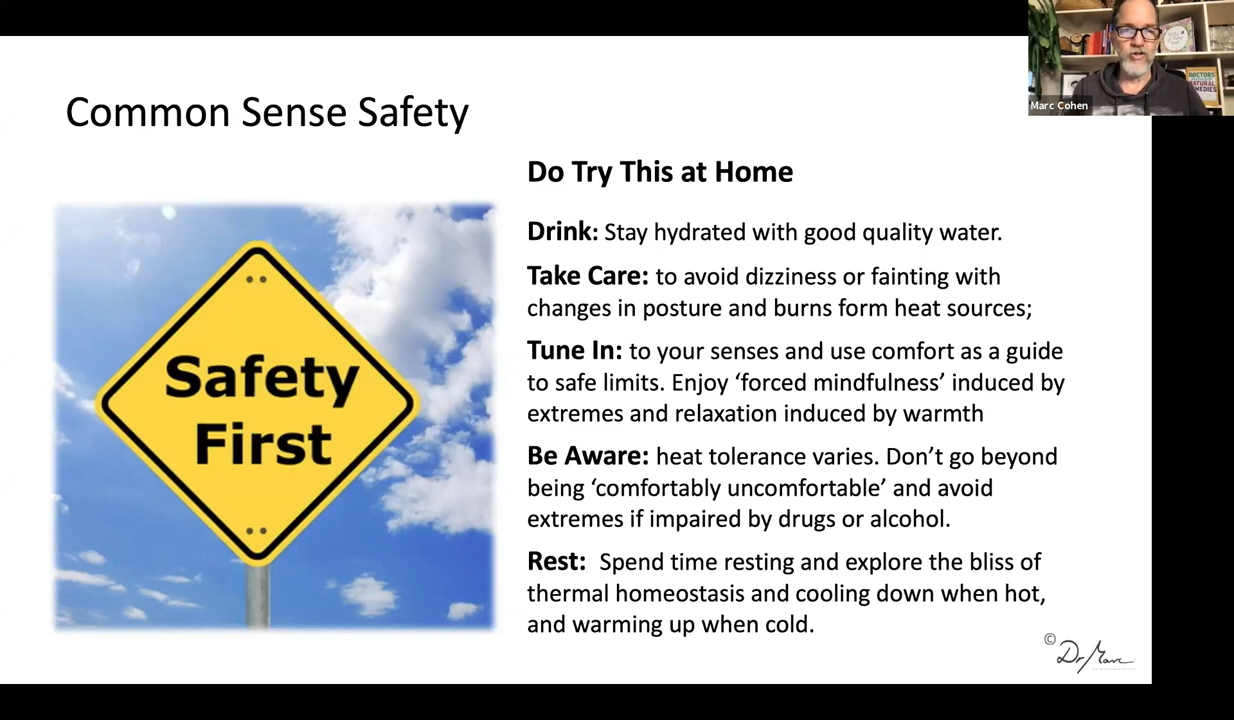 Common Sense Safety
Marc Cohen
DOCTORS
NATURAL
REMEDIES
Do Try This at Home
Safety
First
Drink: Stay hydrated with good quality water.
Take Care: to avoid dizziness or fainting with
changes in posture and burns form heat sources;
Tune In: to your senses and use comfort as a guide
to safe limits. Enjoy ‘forced mindfulness’ induced by
extremes and relaxation induced by warmth
Be Aware: heat tolerance varies. Don’t go beyond
being ‘comfortably uncomfortable’ and avoid
extremes if impaired by drugs or alcohol.
Rest:  Spend time resting and explore the bliss of
thermal homeostasis and cooling down when hot,
and warming up when cold.
© Dr Marc